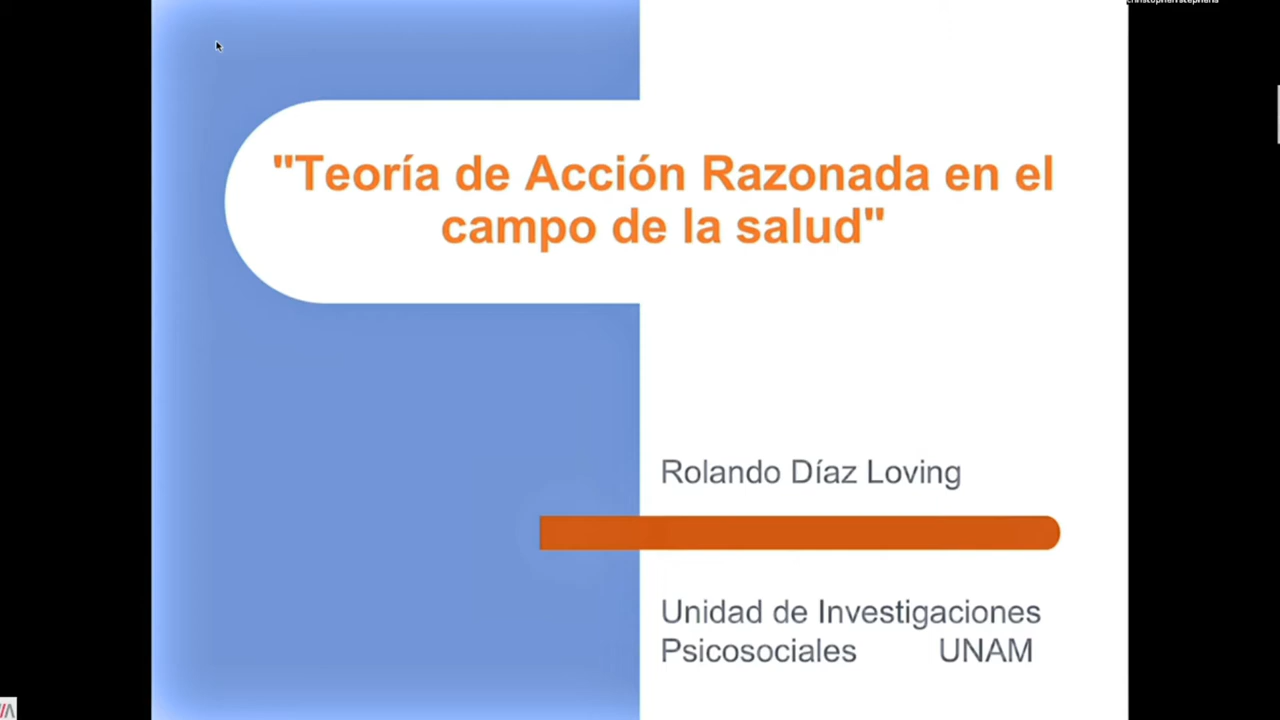 "Teoría de Acción Razonada en el
campo de la salud"
Rolando Díaz Loving
Unidad de Investigaciones
Psicosociales UNAM